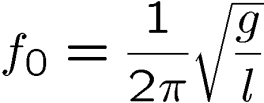 f₀ = 1/2π √g/l